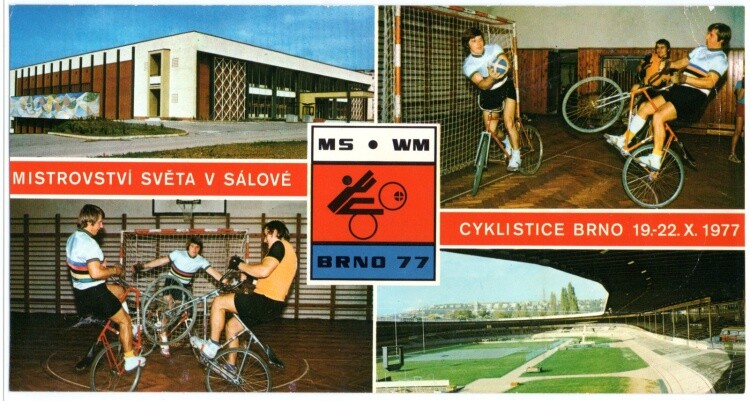 MS • WM
MISTROVSTVÍ SVĚTA V SÁLOVÉ
CYKLISTICE BRNO 19.-22. X. 1977
BRNO 77